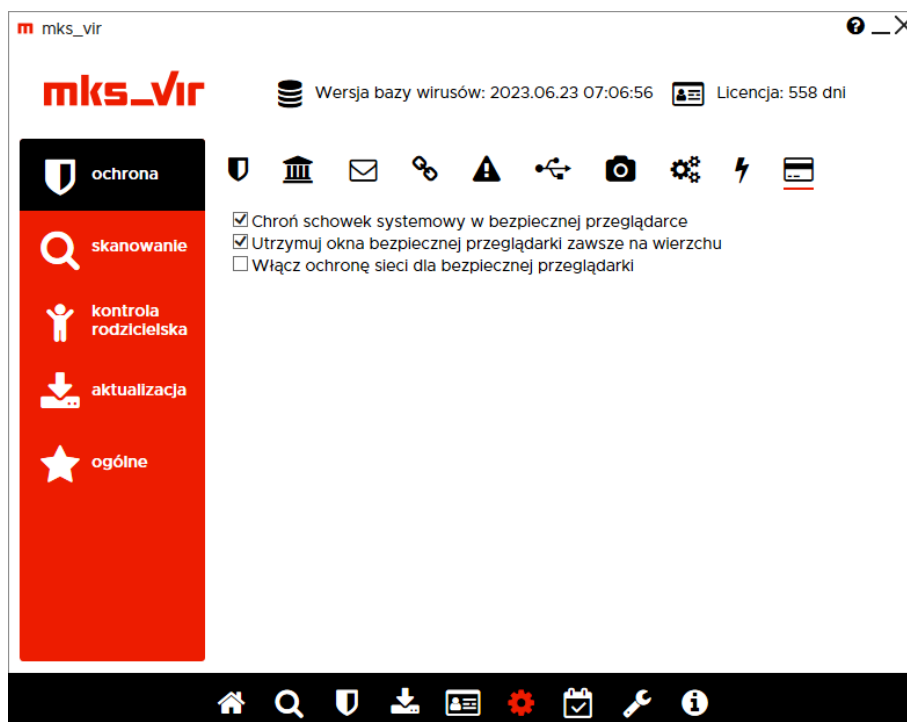 mks_vir
mks_vir
Wersja bazy wirusów: 2023.06.23 07:06:56
Licencja: 558 dni
ochrona
skanowanie
kontrola
rodzicielska
aktualizacja
ogólne
Chroń schowek systemowy w bezpiecznej przeglądarce
Utrzymuj okna bezpiecznej przeglądarki zawsze na wierzchu
Włącz ochronę sieci dla bezpiecznej przeglądarki